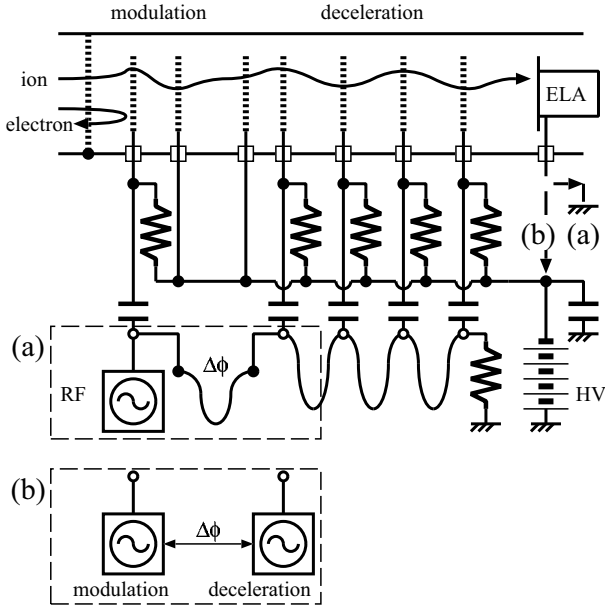 modulation deceleration
ion
ELA
electron
(b) (a)
(a)
Δϕ
RF
HV
(b)
Δϕ
modulation deceleration